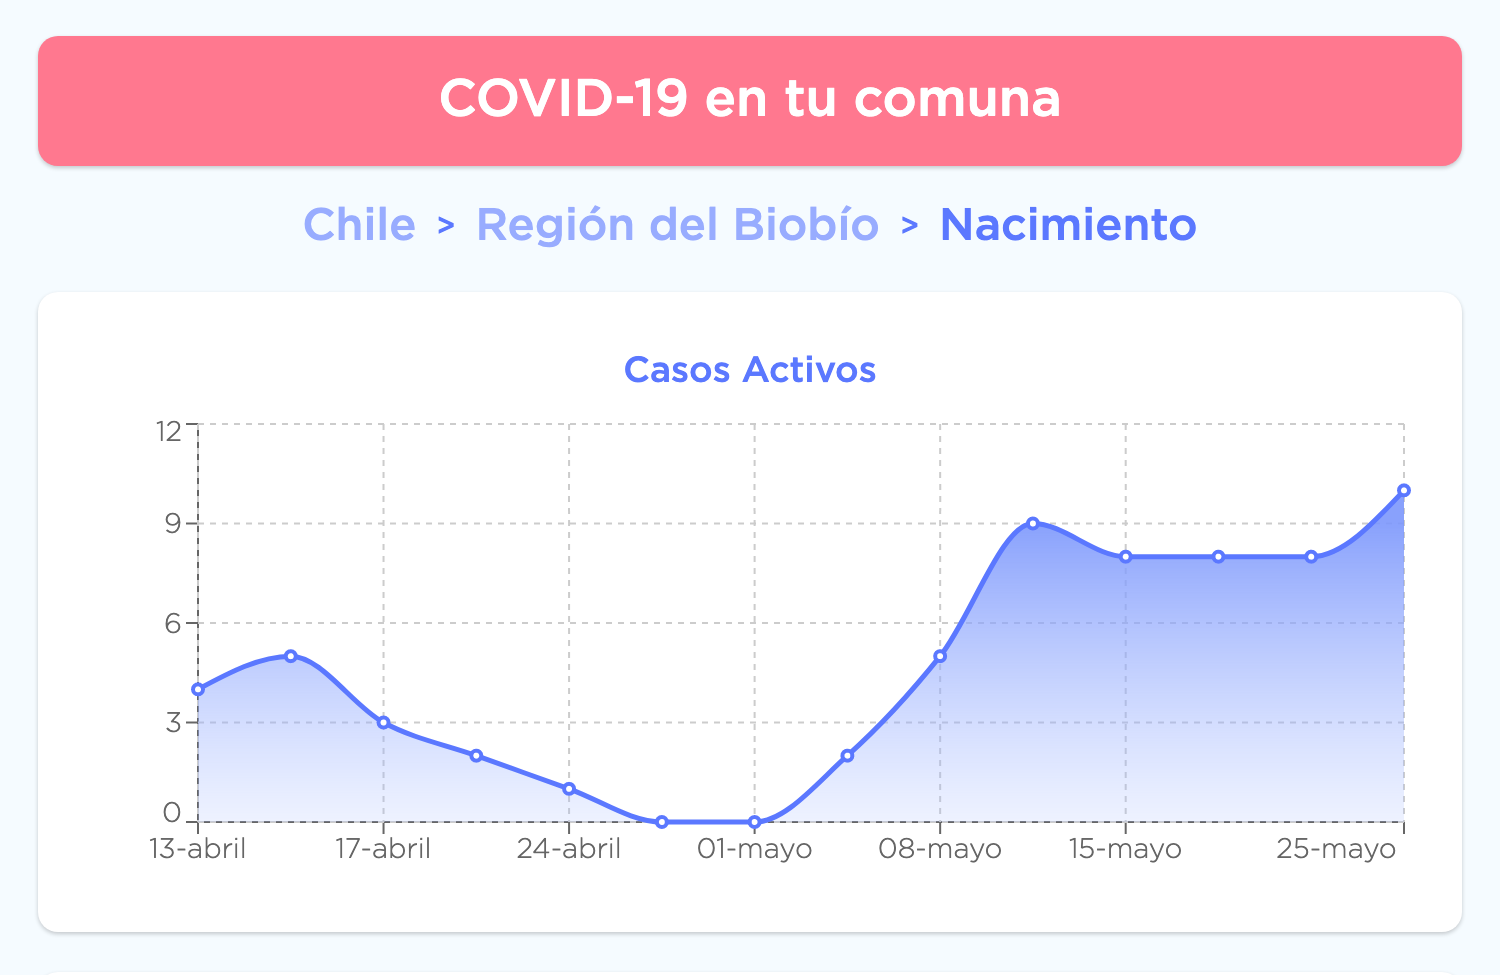 COVID-19 en tu comuna
Chile > Región del Biobío > Nacimiento
Casos Activos
12
9
6
3
0
13-abril 17-abril 24-abril 01-mayo 08-mayo 15-mayo 25-mayo